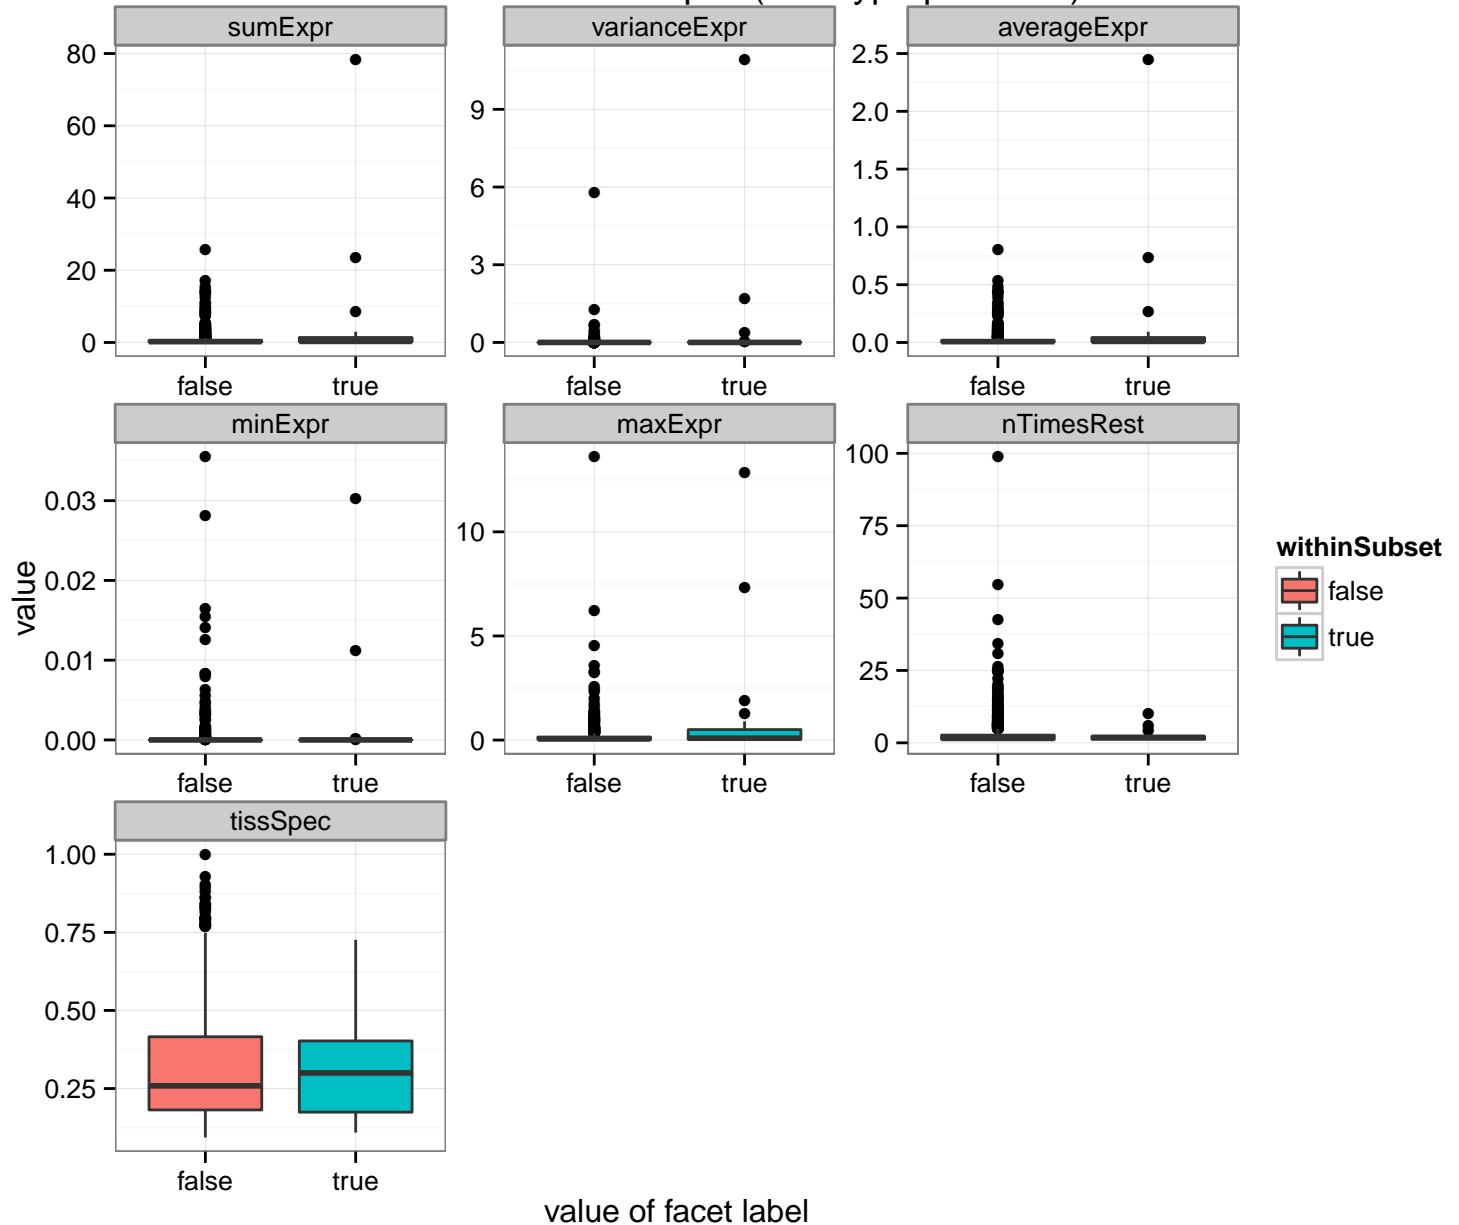 sumExpr
varianceExpr
averageExpr
80
60
40
20
0
false
true
9
6
3
0
false
true
2.5
2.0
1.5
1.0
0.5
0.0
false
true
minExpr
maxExpr
nTimesRest
value
0.03
0.02
0.01
0.00
false
true
10
5
0
false
true
100
75
50
25
0
false
true
withinSubset
false
true
tissSpec
1.00
0.75
0.50
0.25
false
true
value of facet label